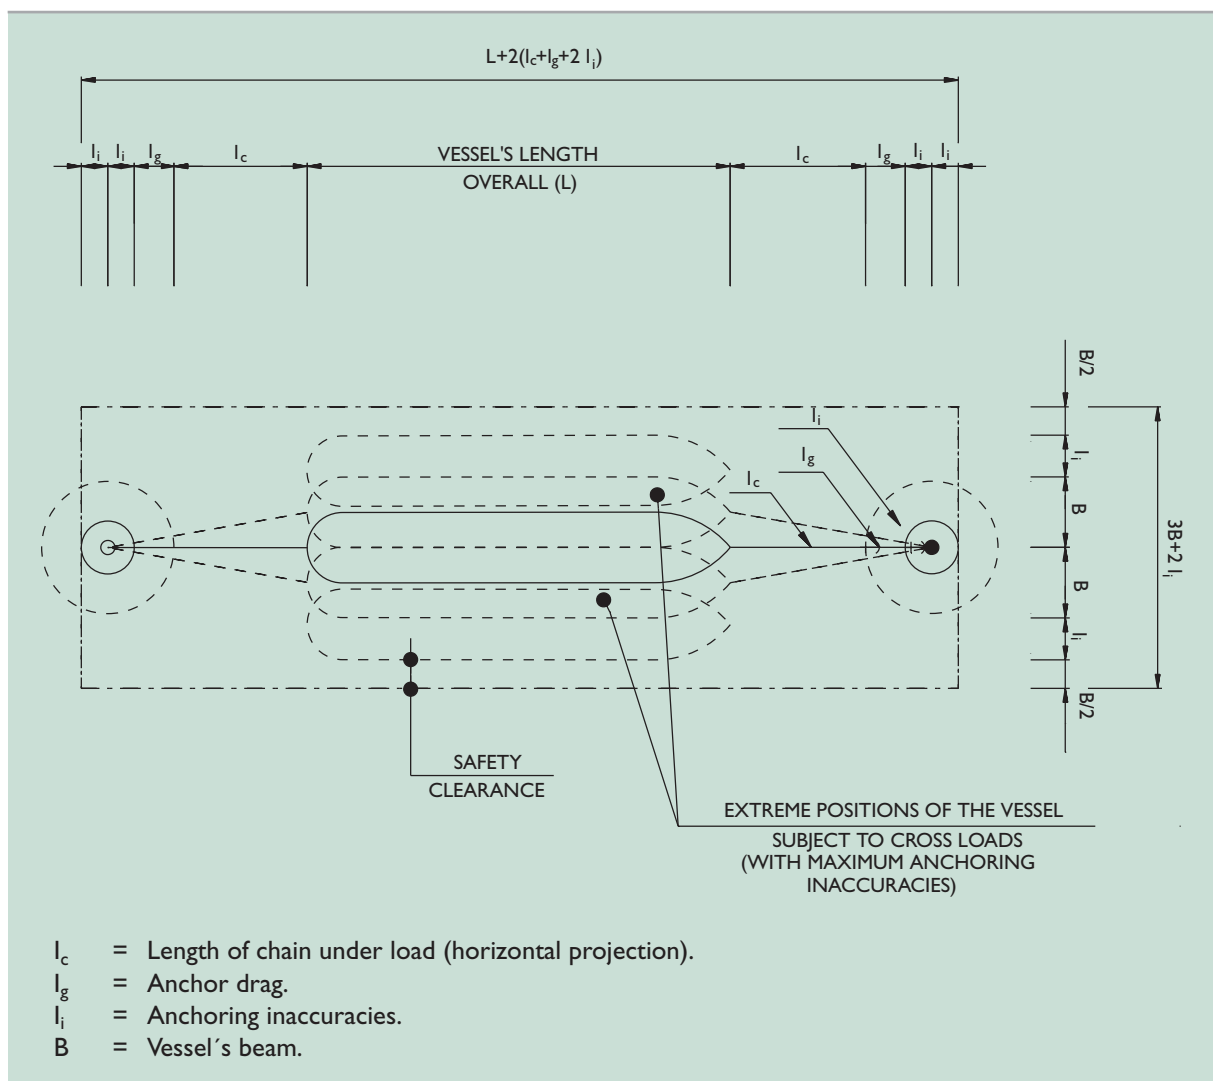 L+2(lc+lg+2 li)
li li lg lc VESSEL'S LENGTH lc lg li li
OVERALL (L)
B/2
li
li
lg
B
lc
3B+2 li
B
li
B/2
SAFETY
CLEARANCE
EXTREME POSITIONS OF THE VESSEL
SUBJECT TO CROSS LOADS
(WITH MAXIMUM ANCHORING
INACCURACIES)
lc = Length of chain under load (horizontal projection).
lg = Anchor drag.
li = Anchoring inaccuracies.
B = Vessel´s beam.